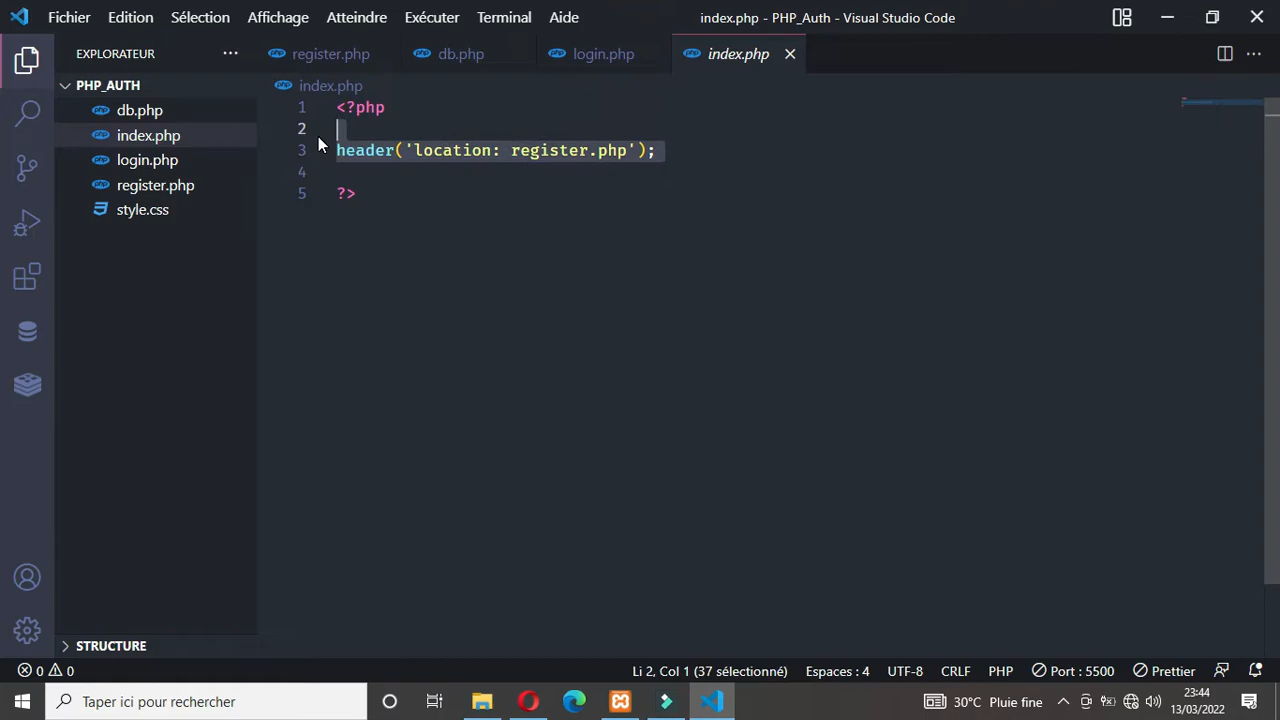 Fichier Edition Sélection Affichage Atteindre Exécuter Terminal Aide index.php - PHP_Auth - Visual Studio Code
EXPLORATEUR
register.php db.php login.php index.php
PHP_AUTH
db.php
index.php
login.php
register.php
style.css
index.php
1 <?php
2
3 header('location: register.php');
4
5 ?>
STRUCTURE
0 0 Li 2, Col 1 (37 sélectionné) Espaces : 4 UTF-8 CRLF PHP Port : 5500 Prettier
Taper ici pour rechercher
30°C Pluie fine
23:44
13/03/2022